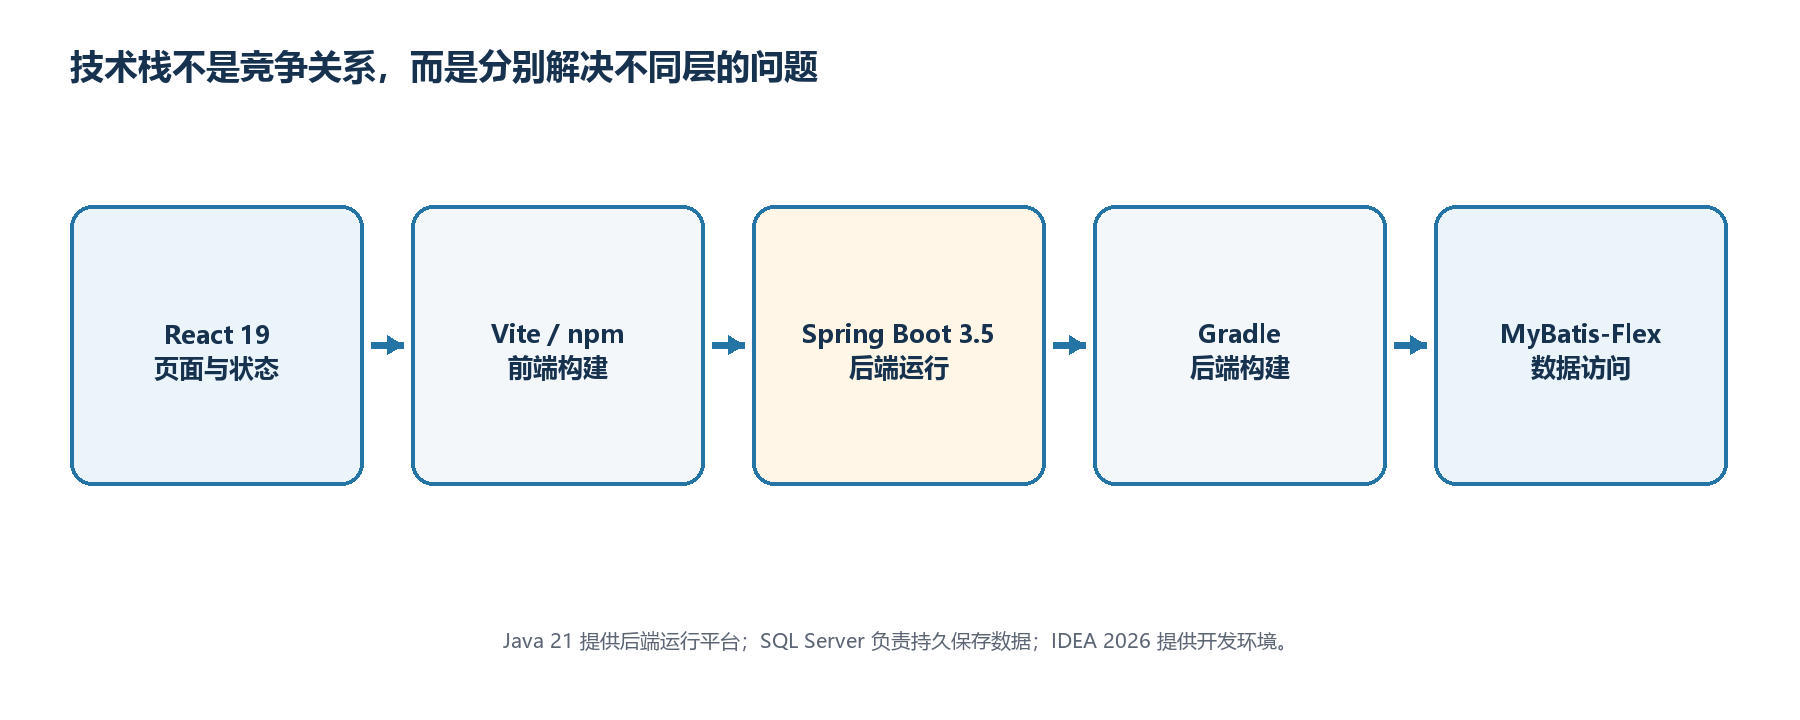 技术栈不是竞争关系，而是分别解决不同层的问题
React 19
页面与状态
Vite / npm
前端构建
Spring Boot 3.5
后端运行
Gradle
后端构建
MyBatis-Flex
数据访问
Java 21 提供后端运行平台；SQL Server 负责持久保存数据；IDEA 2026 提供开发环境。